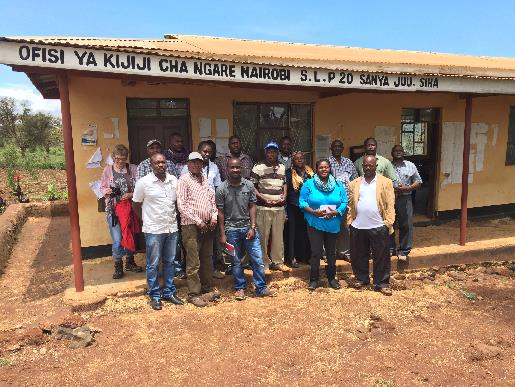 OFISI YA KIJIJI CHA NGARE NAIROBI S.L.P 20 SANYA JUU. SIHA